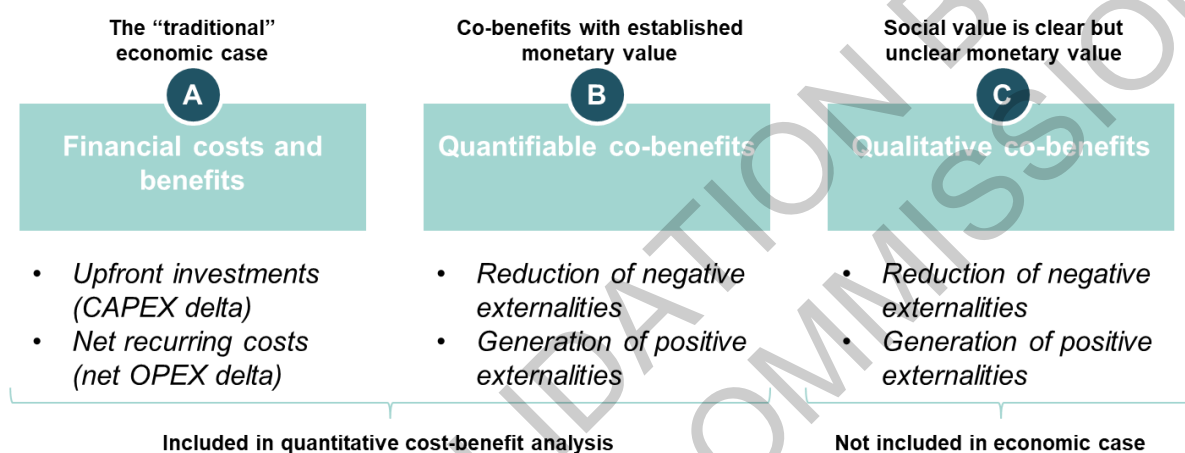 The “traditional”
economic case
A
Financial costs and
benefits
• Upfront investments
(CAPEX delta)
• Net recurring costs
(net OPEX delta)
Co-benefits with established
monetary value
B
Quantifiable co-benefits
• Reduction of negative
externalities
• Generation of positive
externalities
Social value is clear but
unclear monetary value
C
Qualitative co-benefits
• Reduction of negative
externalities
• Generation of positive
externalities
Included in quantitative cost-benefit analysis
Not included in economic case